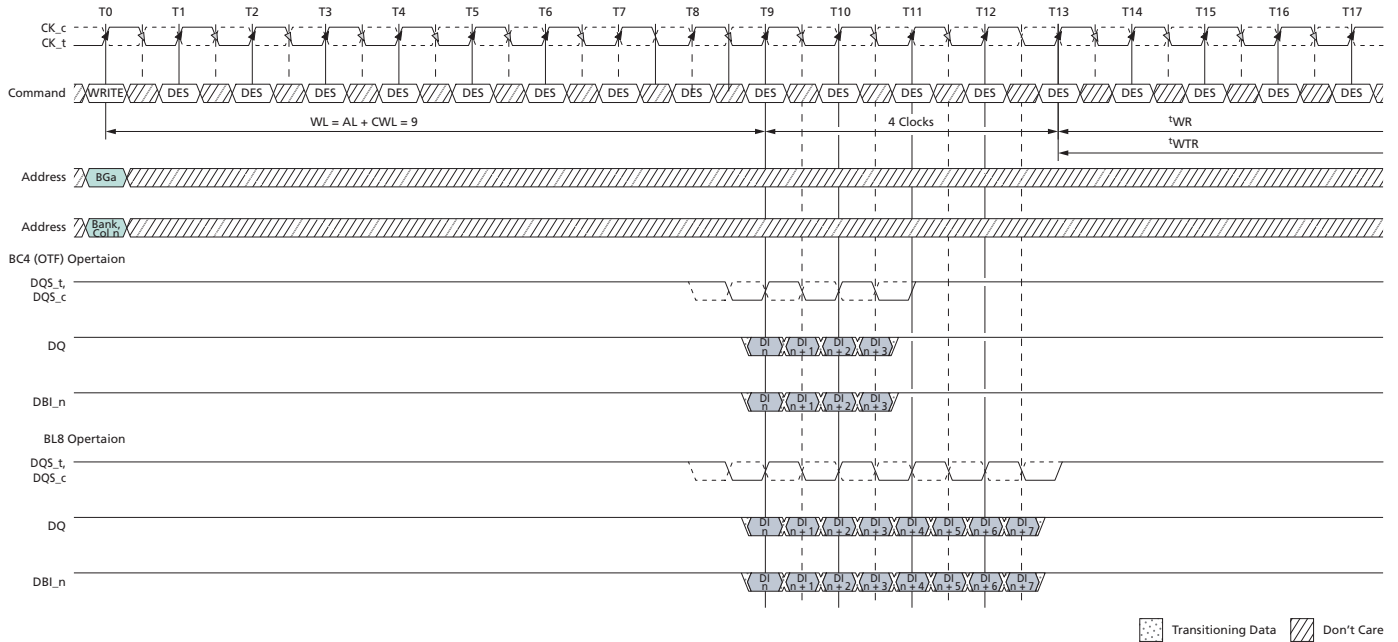 T0 T1 T2 T3 T4 T5 T6 T7 T8 T9 T10 T11 T12 T13 T14 T15 T16 T17
CK_c
CK_t
Command WRITE DES DES DES DES DES DES DES DES DES DES DES DES DES DES DES DES DES
WL = AL + CWL = 9 4 Clocks tWR
tWTR
Address BGa
Address Bank, Col n
BC4 (OTF) Opertaion
DQS_t,
DQS_c
DQ DI n DI n + 1 DI n + 2 DI n + 3
DBI_n DI n DI n + 1 DI n + 2 DI n + 3
BL8 Opertaion
DQS_t,
DQS_c
DQ DI n DI n + 1 DI n + 2 DI n + 3 DI n + 4 DI n + 5 DI n + 6 DI n + 7
DBI_n DI n DI n + 1 DI n + 2 DI n + 3 DI n + 4 DI n + 5 DI n + 6 DI n + 7
Transitioning Data Don't Care